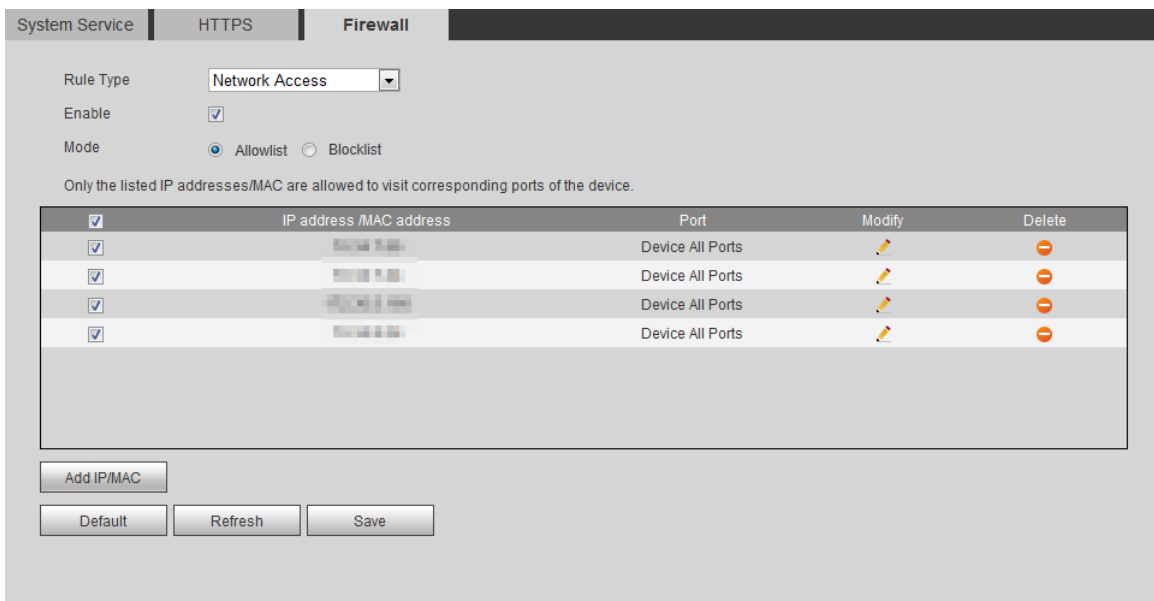 System Service HTTPS Firewall
Rule Type Network Access
Enable
Mode Allowlist Blocklist
Only the listed IP addresses/MAC are allowed to visit corresponding ports of the device.
IP address /MAC address Port Modify Delete
Device All Ports
Device All Ports
Device All Ports
Device All Ports
Add IP/MAC
Default Refresh Save